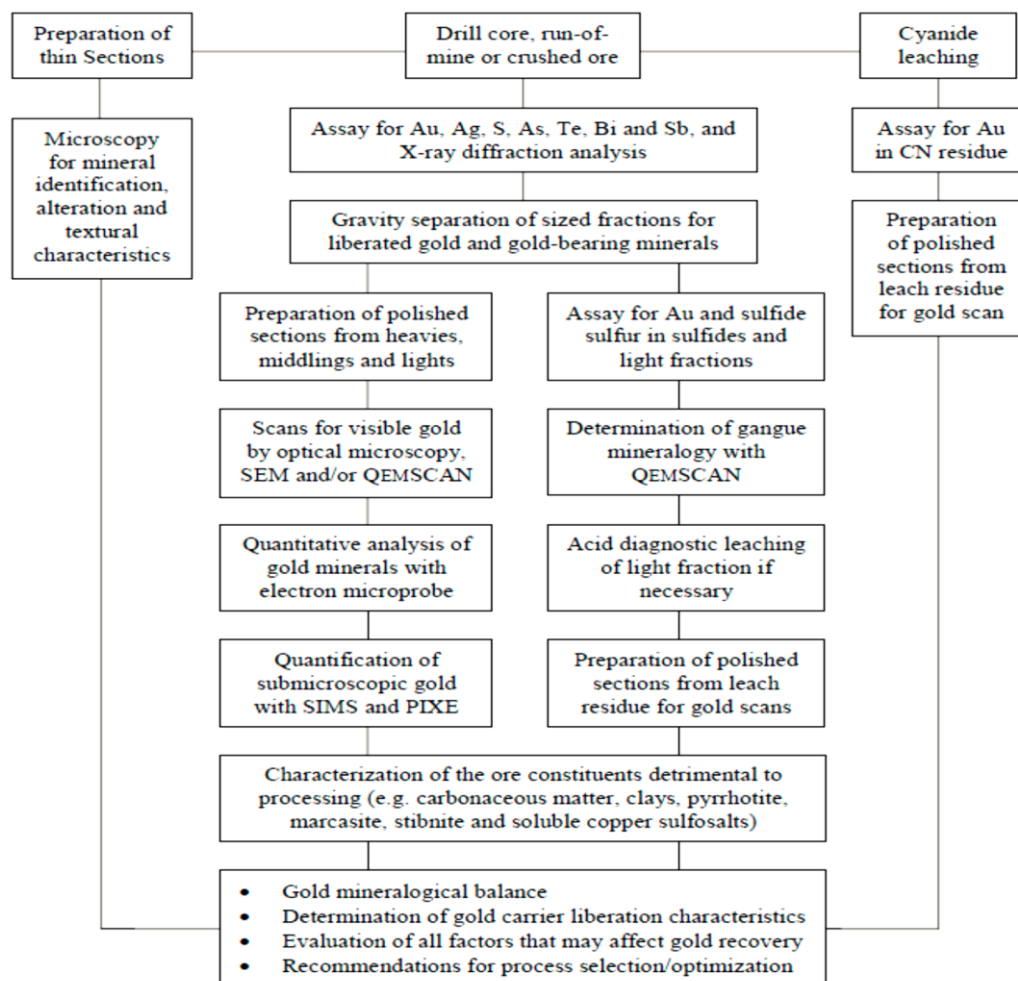 Preparation of
thin Sections
Drill core, run-of-
mine or crushed ore
Cyanide
leaching
Microscopy
for mineral
identification,
alteration and
textural
characteristics
Assay for Au, Ag, S, As, Te, Bi and Sb, and
X-ray diffraction analysis
Assay for Au
in CN residue
Gravity separation of sized fractions for
liberated gold and gold-bearing minerals
Preparation
of polished
sections from
leach residue
for gold scan
Preparation of polished
sections from heavies,
middlings and lights
Assay for Au and sulfide
sulfur in sulfides and
light fractions
Scans for visible gold
by optical microscopy,
SEM and/or QEMSCAN
Determination of gangue
mineralogy with
QEMSCAN
Quantitative analysis of
gold minerals with
electron microprobe
Acid diagnostic leaching
of light fraction if
necessary
Quantification of
submicroscopic gold
with SIMS and PIXE
Preparation of polished
sections from leach
residue for gold scans
Characterization of the ore constituents detrimental to
processing (e.g. carbonaceous matter, clays, pyrrhotite,
marcasite, stibnite and soluble copper sulfosalts)
• Gold mineralogical balance
• Determination of gold carrier liberation characteristics
• Evaluation of all factors that may affect gold recovery
• Recommendations for process selection/optimization